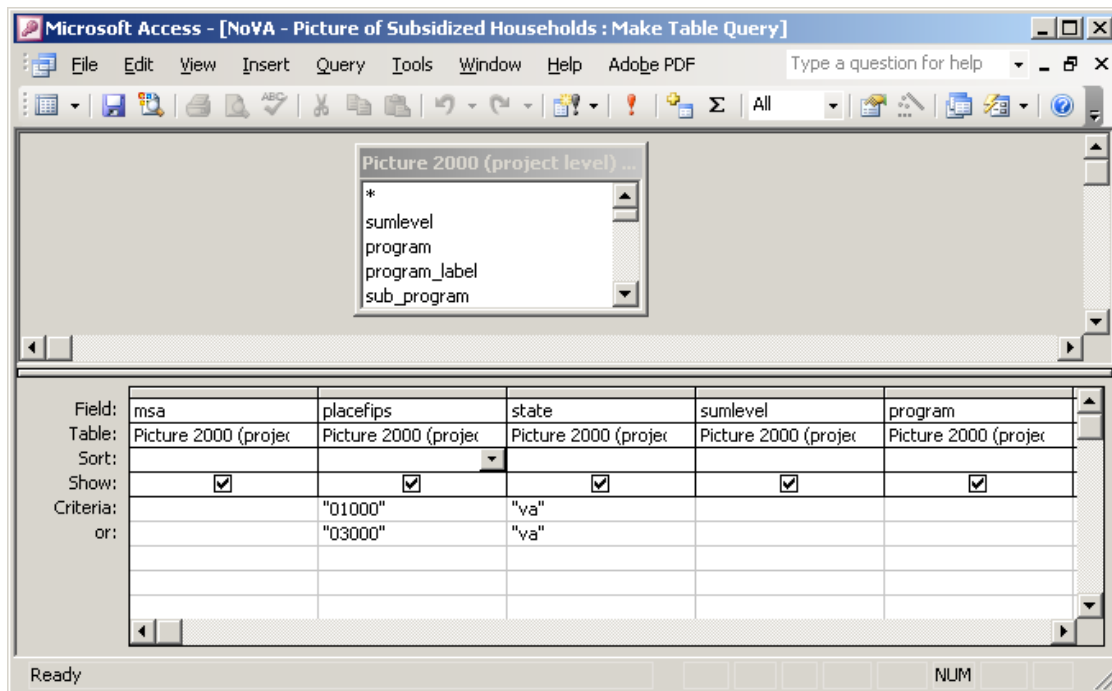 Microsoft Access - [NoVA - Picture of Subsidized Households : Make Table Query]
File Edit View Insert Query Tools Window Help Adobe PDF Type a question for help
ABC Σ All
Picture 2000 (project level) ...
*
sumlevel
program
program_label
sub_program
Field: msa placefips state sumlevel program
Table: Picture 2000 (projec Picture 2000 (projec Picture 2000 (projec Picture 2000 (projec Picture 2000 (projec
Sort:
Show:
Criteria: "01000" "va"
or: "03000" "va"
Ready NUM